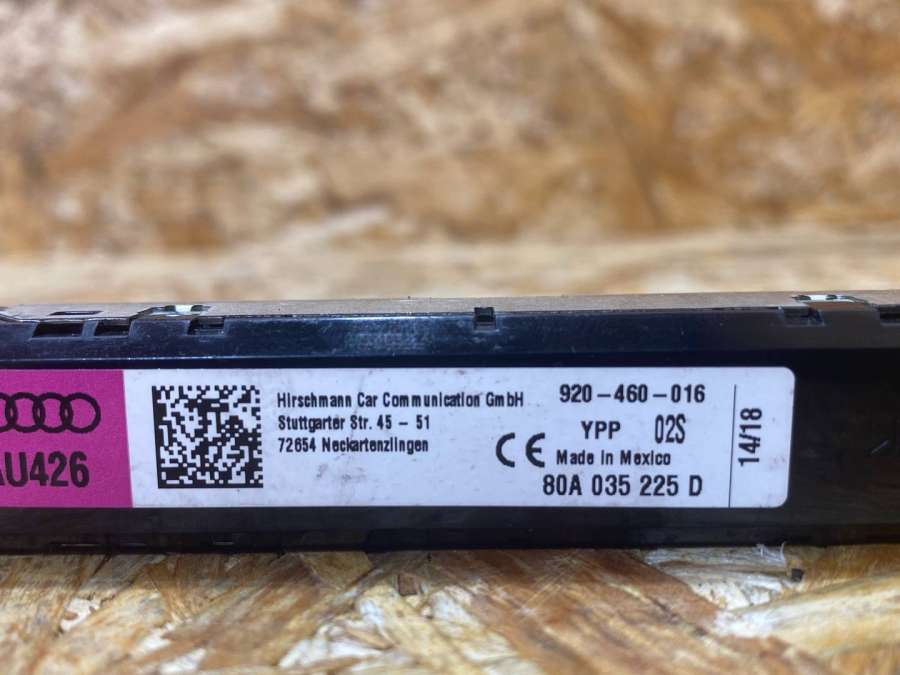 AU426
Hirschmann Car Communication GmbH
Stuttgarter Str. 45 - 51
72654 Neckartenzlingen
CE
920-460-016
YPP 02S
Made in Mexico
80A 035 225 D
14/18